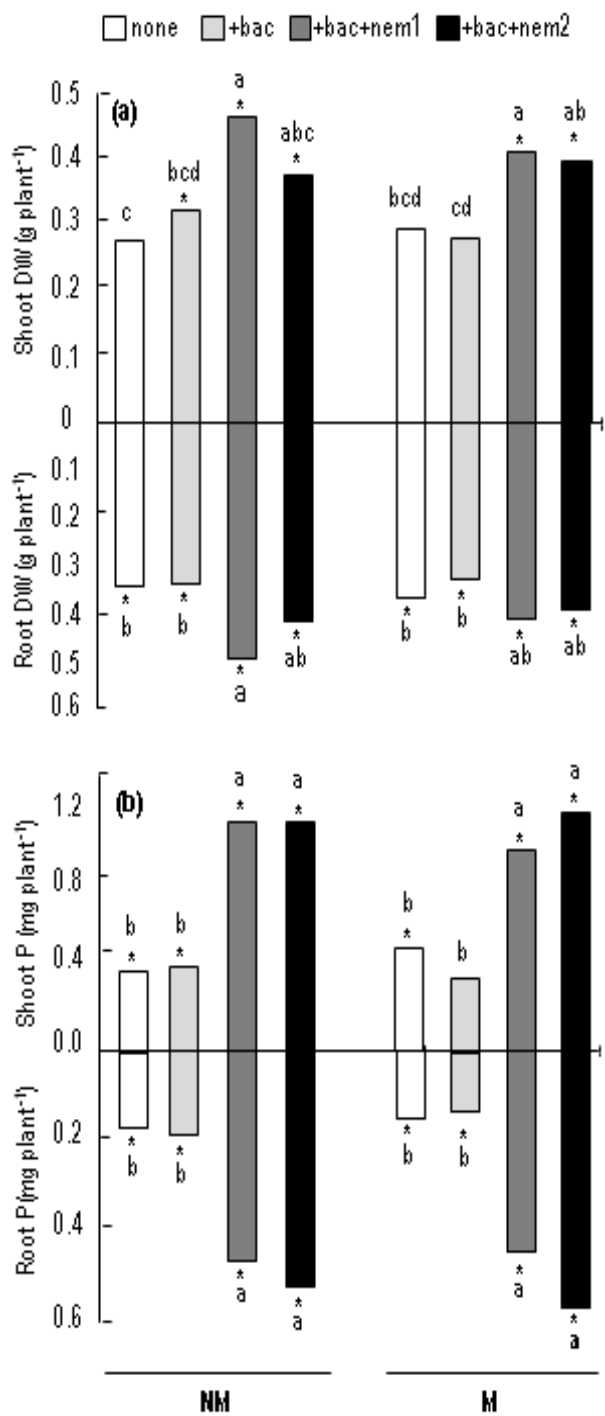 none +bac +bac+nem1 +bac+nem2
(a)
Shoot DW (g plant-1)
0.5
0.4
0.3
0.2
0.1
0
c bcd * a * abc * bcd cd a * ab *
Root DW (g plant-1)
0.1
0.2
0.3
0.4
0.5
0.6
* b * b * a * ab * b * b * ab * ab
(b)
Shoot P (mg plant-1)
1.2
0.8
0.4
0.0
b * b * a * a * b * b a * a *
Root P(mg plant-1)
0.2
0.4
0.6
* b * b * a * a * b * b * a * a
NM M